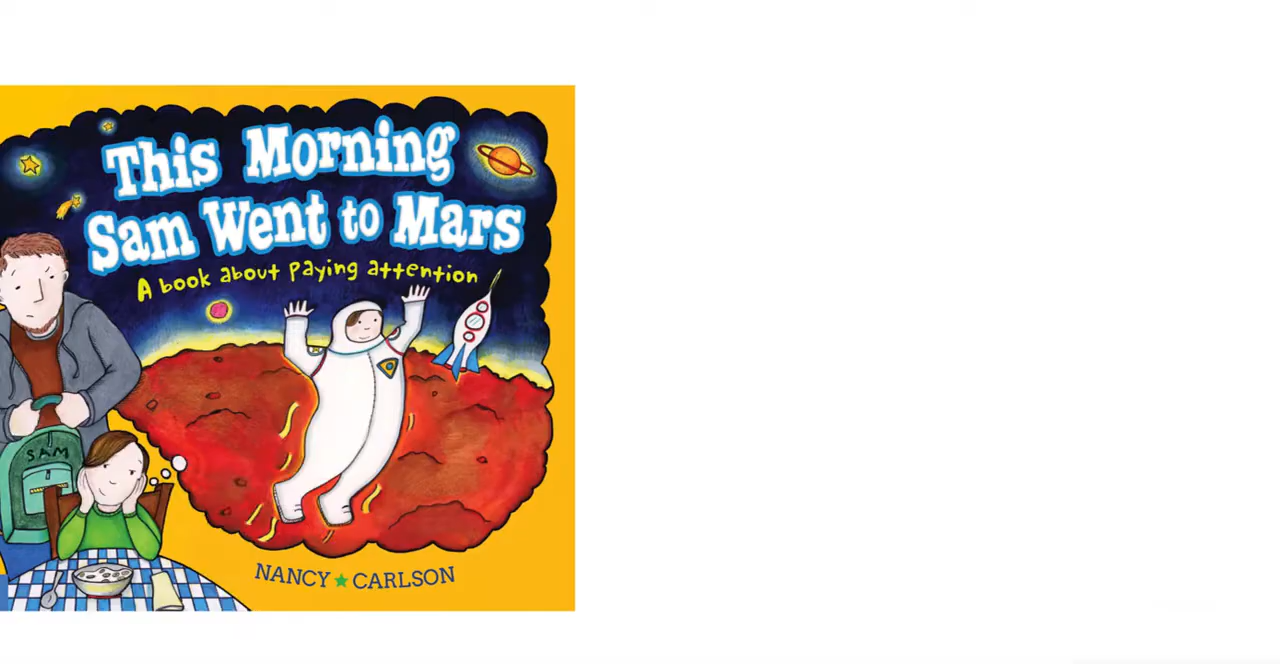 This Morning
Sam Went to Mars
A book about paying attention
SAM
NANCY ★ CARLSON